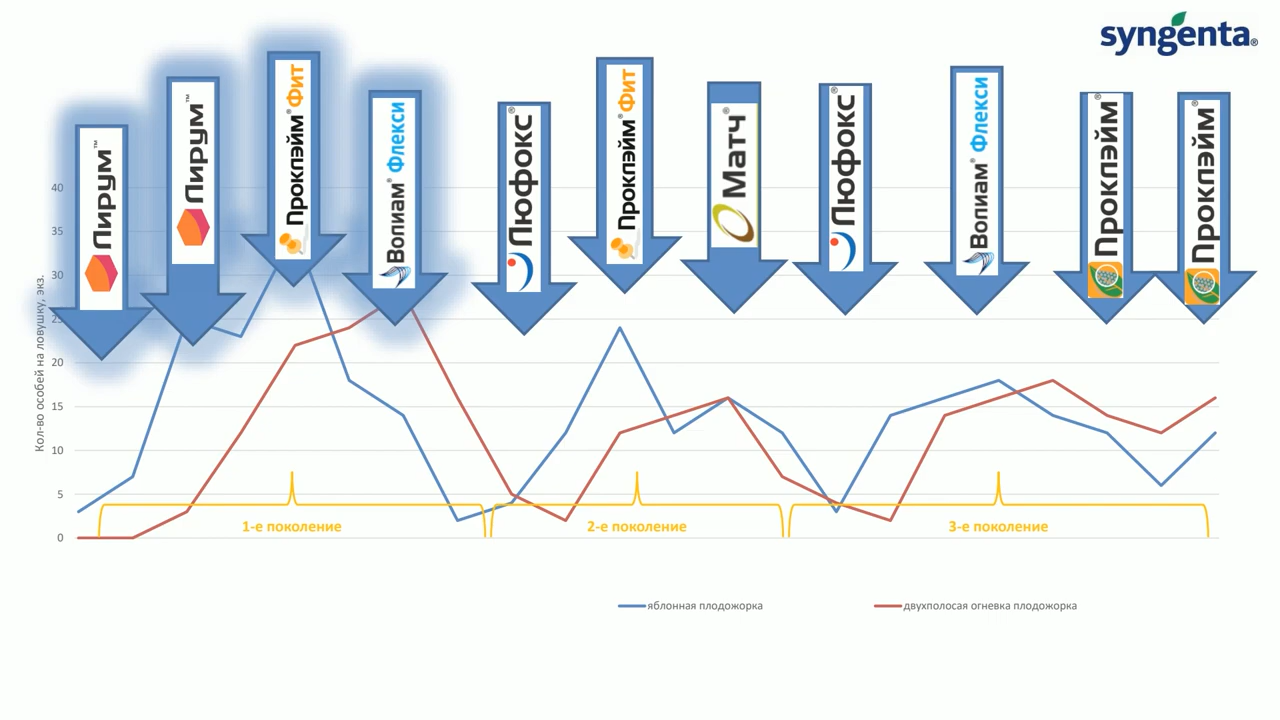 syngenta®
Лирум™
Лирум™
Проклэйм® Фит
Волиам® Флекси
Люфокс®
Проклэйм® Фит
Матч®
Люфокс®
Волиам® Флекси
Проклэйм®
Проклэйм®
Кол-во особей на ловушку, экз.
40
35
30
25
20
15
10
5
0
1-е поколение
2-е поколение
3-е поколение
яблонная плодожорка
двухполосая огневка плодожорка